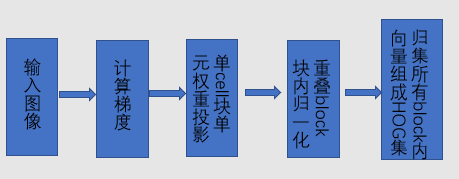 输入图像
计算梯度
单cell块单
元权重投影
重叠block
块内归一化
归集所有block内
向量组成HOG集